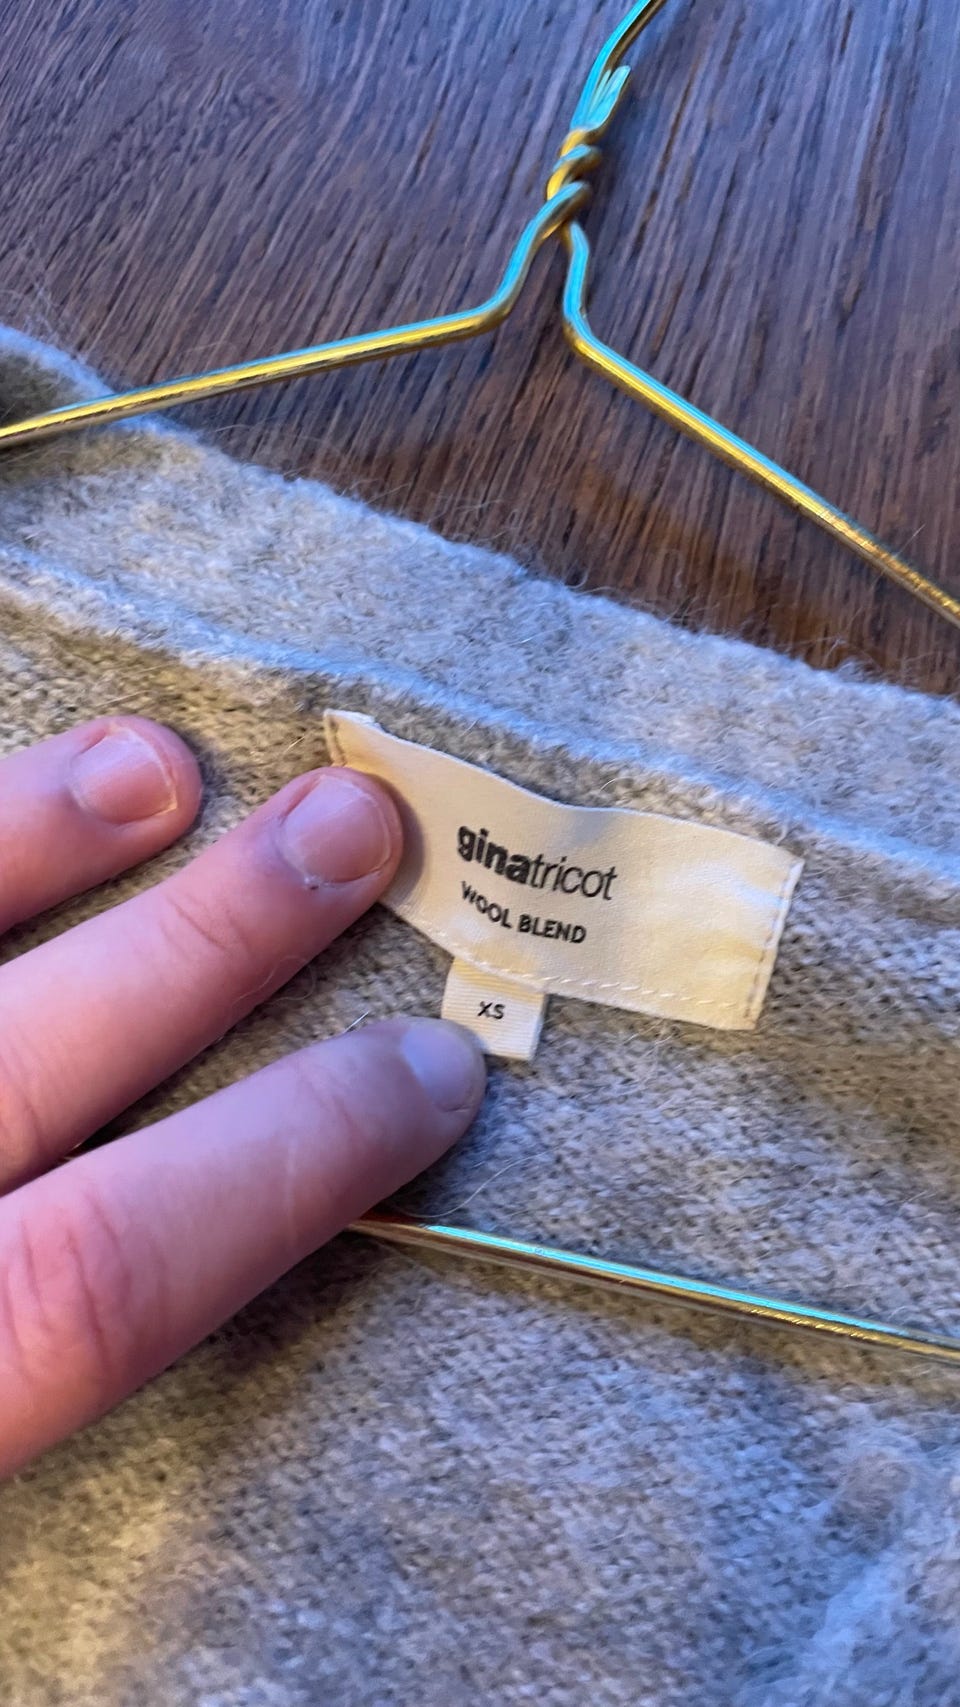 ginatricot
WOOL BLEND
XS